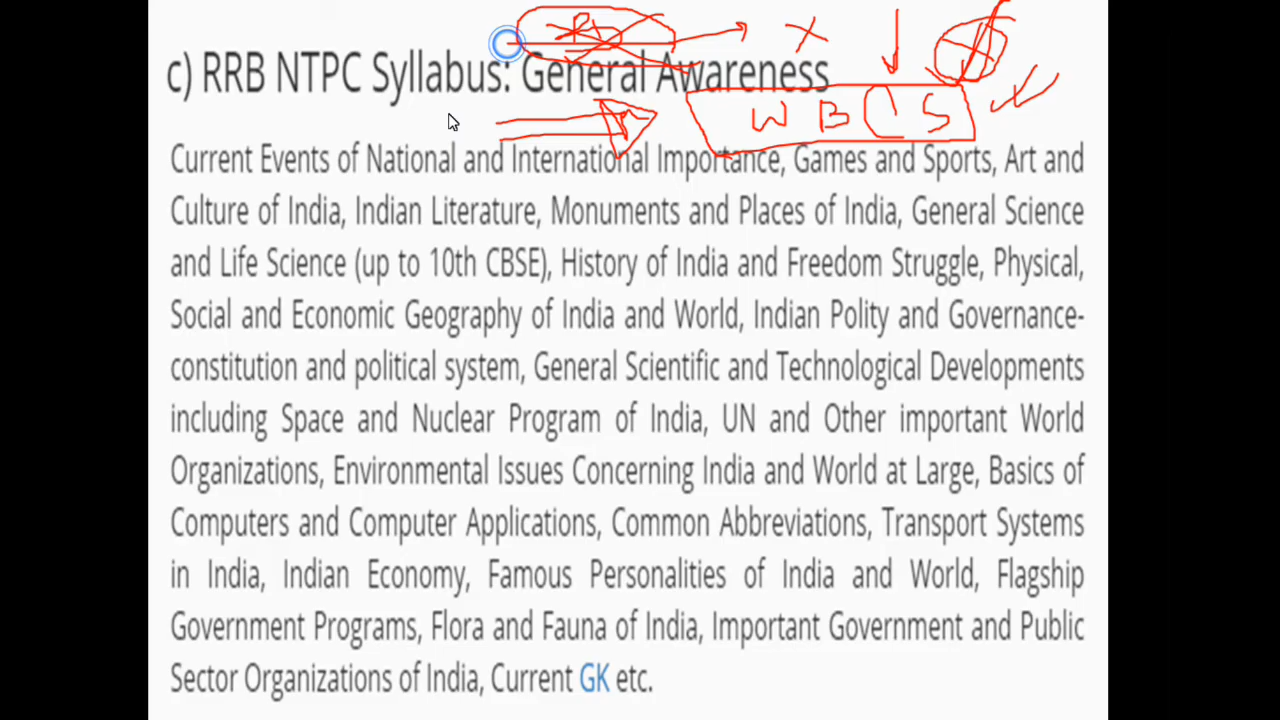 c) RRB NTPC Syllabus: General Awareness
W B C S
Current Events of National and International Importance, Games and Sports, Art and
Culture of India, Indian Literature, Monuments and Places of India, General Science
and Life Science (up to 10th CBSE), History of India and Freedom Struggle, Physical,
Social and Economic Geography of India and World, Indian Polity and Governance-
constitution and political system, General Scientific and Technological Developments
including Space and Nuclear Program of India, UN and Other important World
Organizations, Environmental Issues Concerning India and World at Large, Basics of
Computers and Computer Applications, Common Abbreviations, Transport Systems
in India, Indian Economy, Famous Personalities of India and World, Flagship
Government Programs, Flora and Fauna of India, Important Government and Public
Sector Organizations of India, Current GK etc.